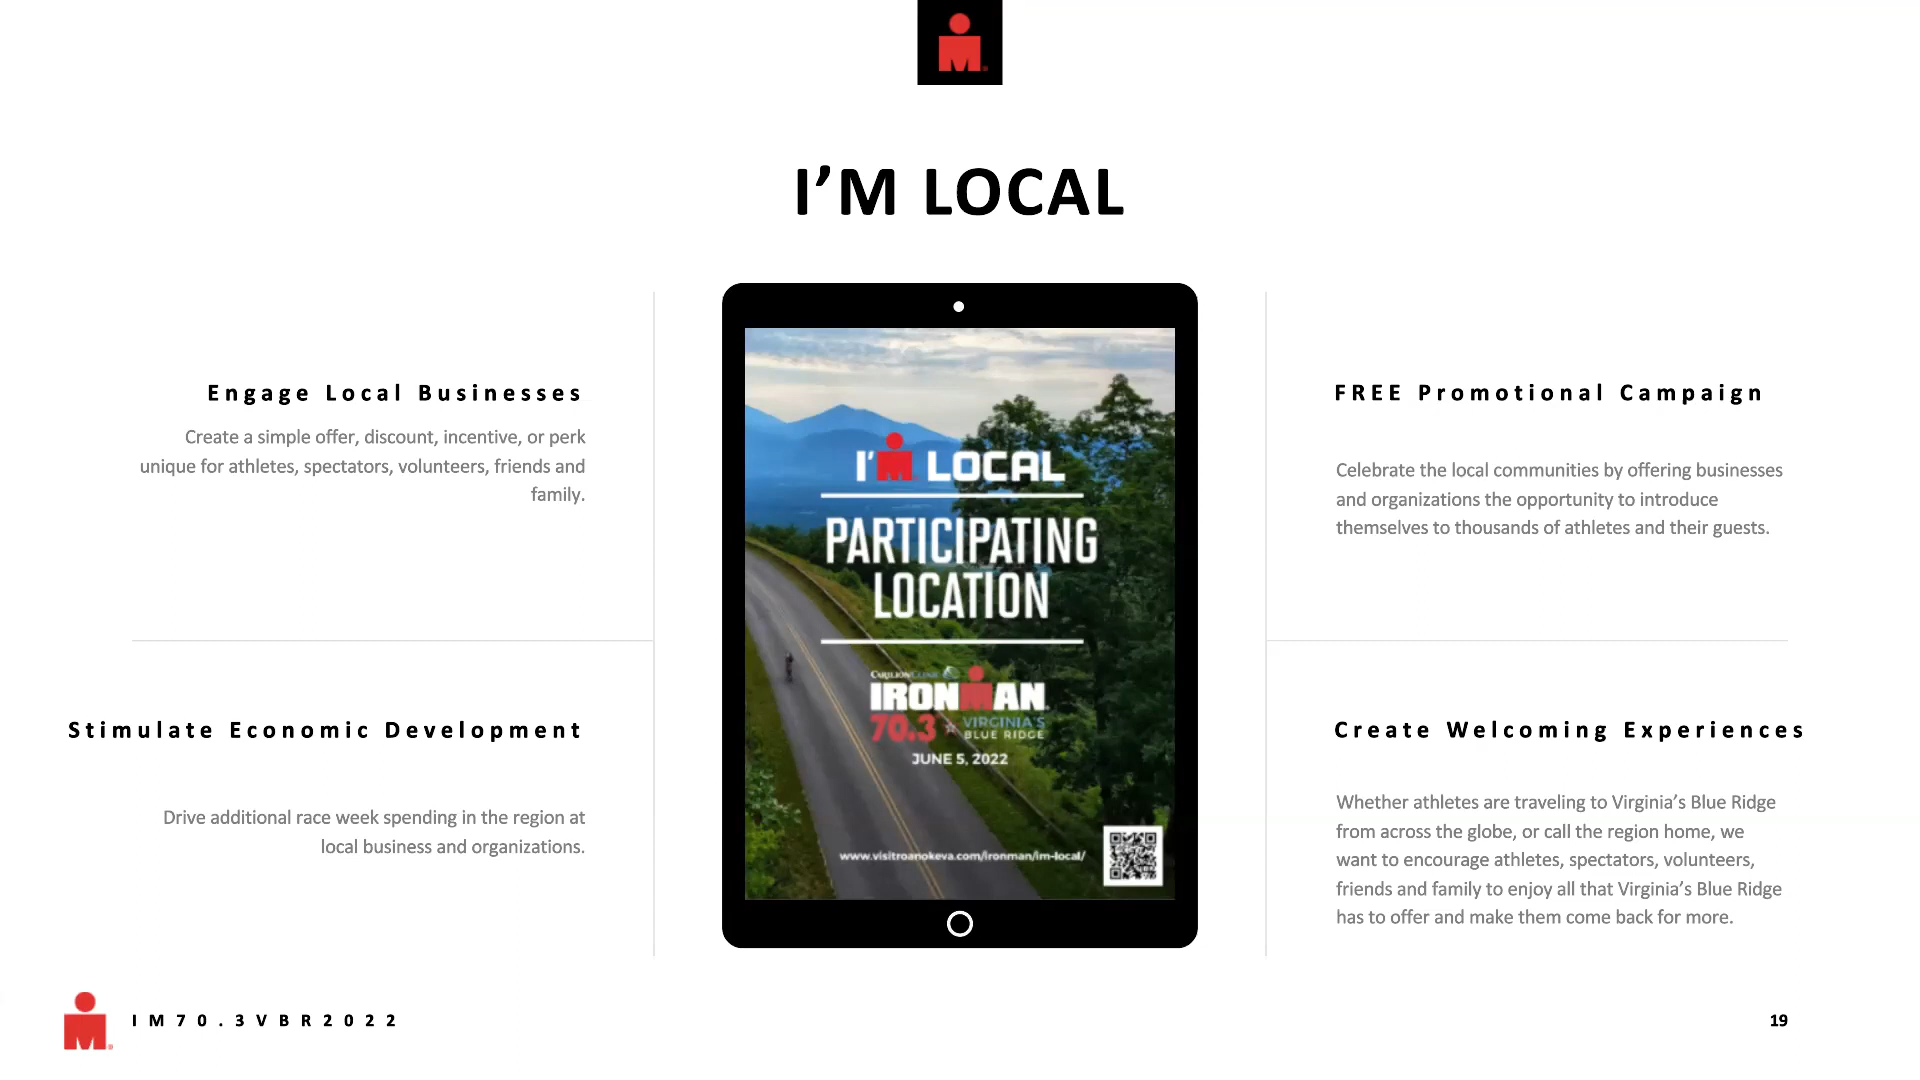 I’M LOCAL
Engage Local Businesses
Create a simple offer, discount, incentive, or perk
unique for athletes, spectators, volunteers, friends and
family.
Stimulate Economic Development
Drive additional race week spending in the region at
local business and organizations.
I'M LOCAL
PARTICIPATING
LOCATION
CARILION CLINIC
IRONMAN
70.3 VIRGINIA'S
BLUE RIDGE
JUNE 5, 2022
www.visitroanokeva.com/ironman/im-local/
FREE Promotional Campaign
Celebrate the local communities by offering businesses
and organizations the opportunity to introduce
themselves to thousands of athletes and their guests.
Create Welcoming Experiences
Whether athletes are traveling to Virginia’s Blue Ridge
from across the globe, or call the region home, we
want to encourage athletes, spectators, volunteers,
friends and family to enjoy all that Virginia’s Blue Ridge
has to offer and make them come back for more.
IM70.3VBR2022
19